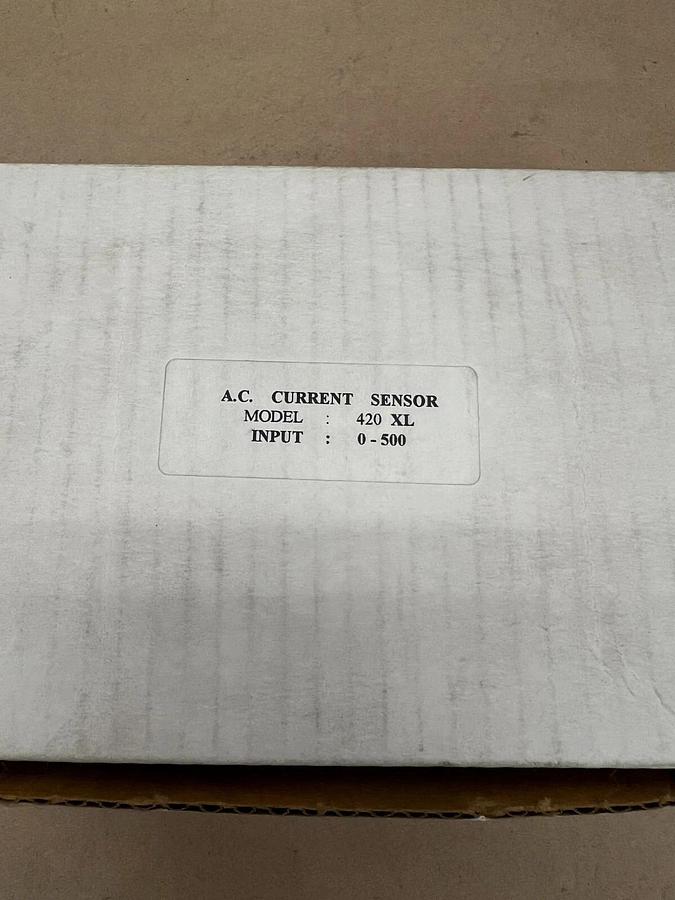 A.C. CURRENT SENSOR
MODEL : 420 XL
INPUT : 0 - 500